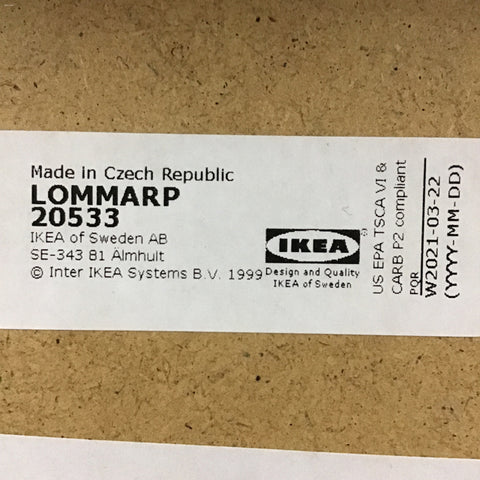 Made in Czech Republic
LOMMARP
20533
IKEA of Sweden AB
SE-343 81 Älmhult
© Inter IKEA Systems B.V. 1999
IKEA®
Design and Quality
IKEA of Sweden
US EPA TSCA VI &
CARB P2 compliant
PQR
W2021-03-22
(YYYY-MM-DD)